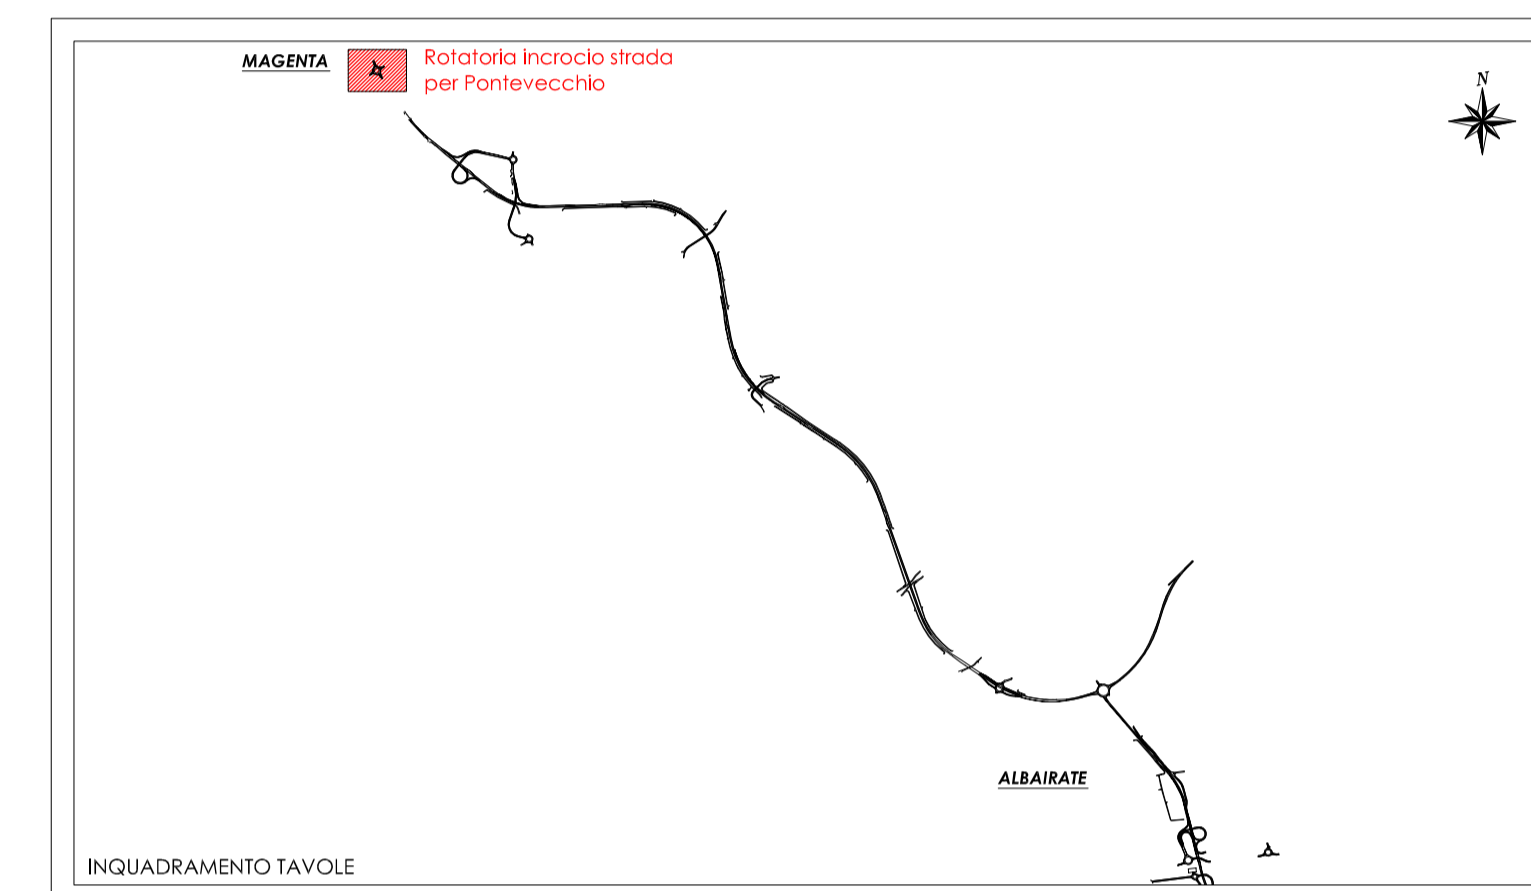 MAGENTA
Rotatoria incrocio strada
per Pontevecchio
N
ALBAIRATE
INQUADRAMENTO TAVOLE